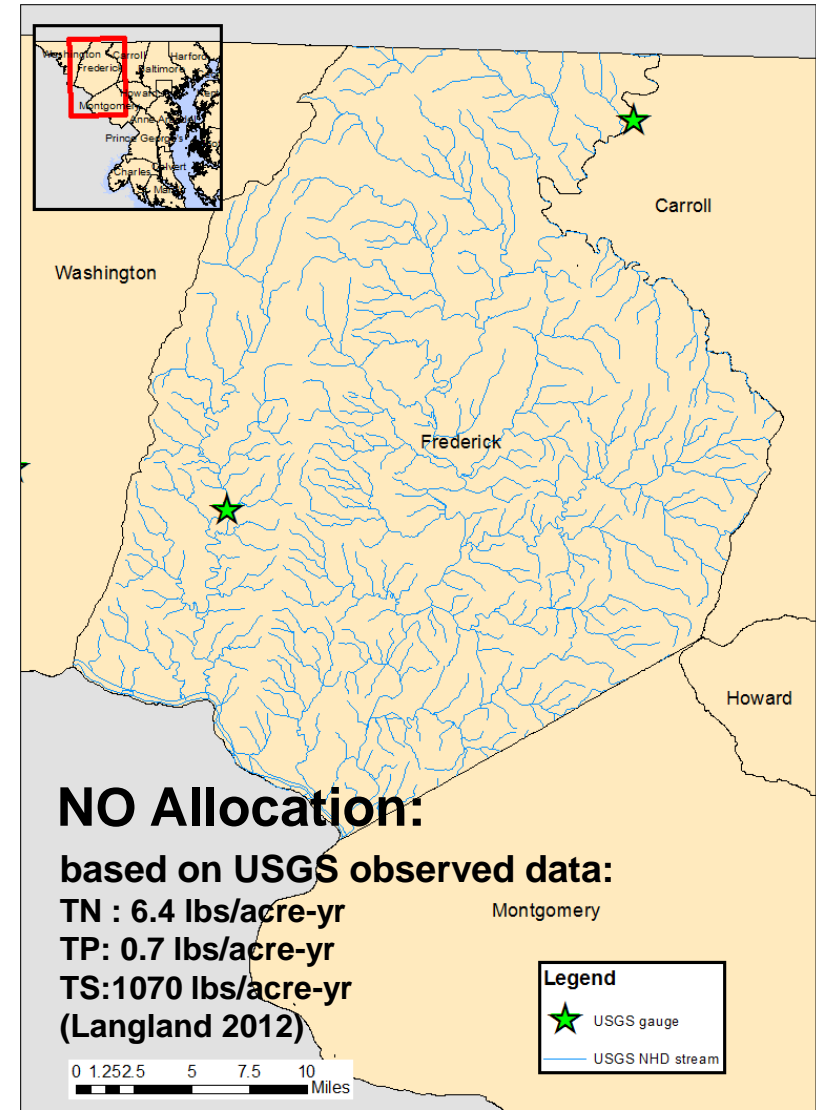 Washington
Carroll
Harford
Frederick
Baltimore
Howard
Montgomery
Prince George's
Charles
Calvert
Carroll
Washington
Frederick
Howard
NO Allocation:
based on USGS observed data:
TN : 6.4 lbs/acre-yr
Montgomery
TP: 0.7 lbs/acre-yr
TS:1070 lbs/acre-yr
(Langland 2012)
Legend
USGS gauge
USGS NHD stream
0 1.252.5 5 7.5 10
Miles